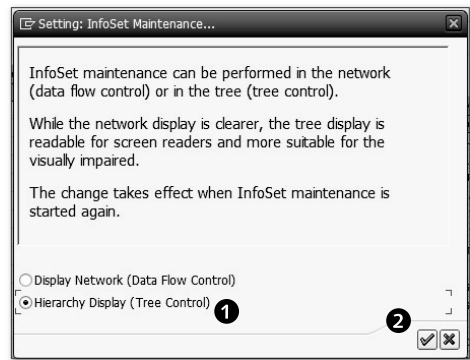 Setting: InfoSet Maintenance...
InfoSet maintenance can be performed in the network
(data flow control) or in the tree (tree control).
While the network display is clearer, the tree display is
readable for screen readers and more suitable for the
visually impaired.
The change takes effect when InfoSet maintenance is
started again.
Display Network (Data Flow Control)
Hierarchy Display (Tree Control)
1
2